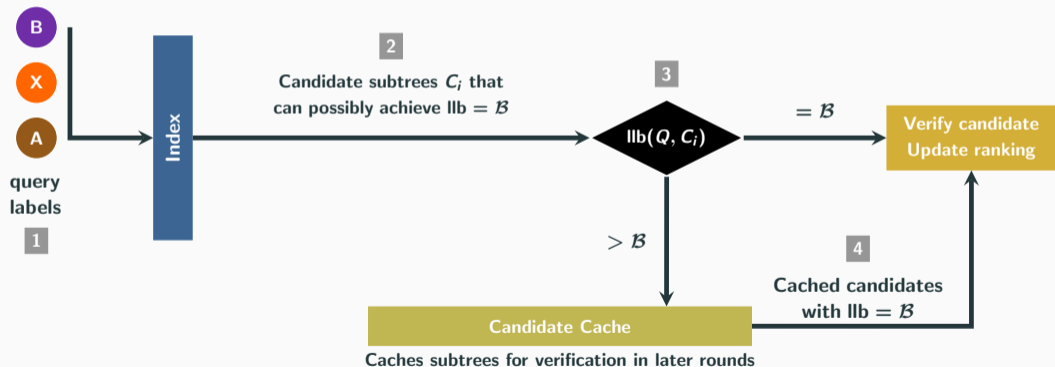 B
X
A
query
labels
1
Index
2
Candidate subtrees Cᵢ that
can possibly achieve llb = ℬ
3
llb(Q, Cᵢ)
= ℬ
Verify candidate
Update ranking
> ℬ
4
Cached candidates
with llb = ℬ
Candidate Cache
Caches subtrees for verification in later rounds